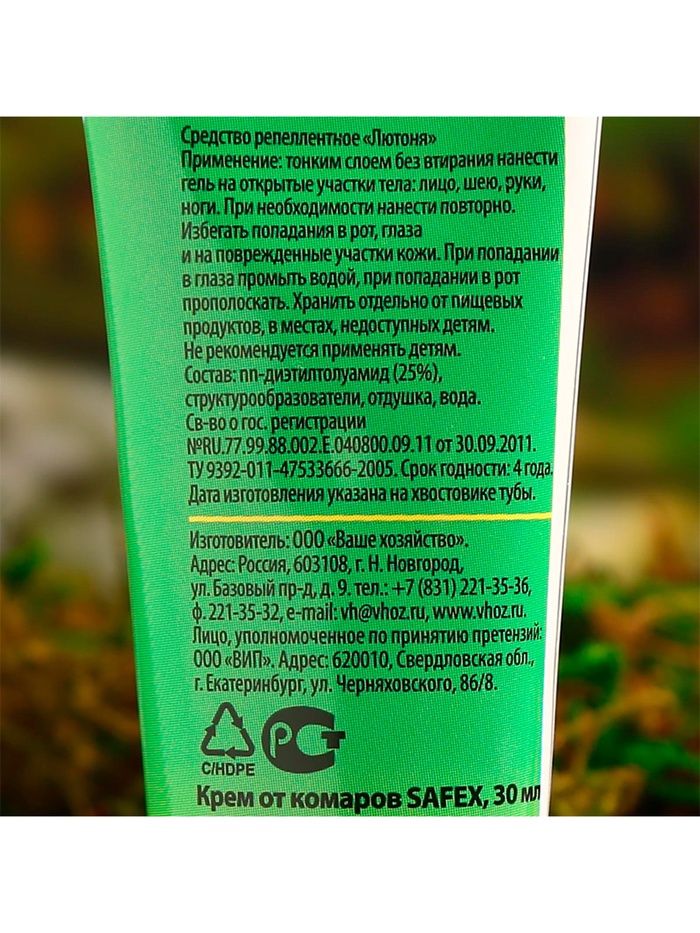 Средство репеллентное «Лютоня»
Применение: тонким слоем без втирания нанести
гель на открытые участки тела: лицо, шею, руки,
ноги. При необходимости нанести повторно.
Избегать попадания в рот, глаза
и на поврежденные участки кожи. При попадании
в глаза промыть водой, при попадании в рот
прополоскать. Хранить отдельно от пищевых
продуктов, в местах, недоступных детям.
Не рекомендуется применять детям.
Состав: nn-диэтилтолуамид (25%),
структурообразователи, отдушка, вода.
Св-во о гос. регистрации
№RU.77.99.88.002.E.040800.09.11 от 30.09.2011.
ТУ 9392-011-47533666-2005. Срок годности: 4 года.
Дата изготовления указана на хвостовике тубы.
Изготовитель: ООО «Ваше хозяйство».
Адрес: Россия, 603108, г. Н. Новгород,
ул. Базовый пр-д, д. 9. тел.: +7 (831) 221-35-36,
ф. 221-35-32, e-mail: vh@vhoz.ru, www.vhoz.ru.
Лицо, уполномоченное по принятию претензий:
ООО «ВИП». Адрес: 620010, Свердловская обл.,
г. Екатеринбург, ул. Черняховского, 86/8.
РСТ
C/HDPE
Крем от комаров SAFEX, 30 мл